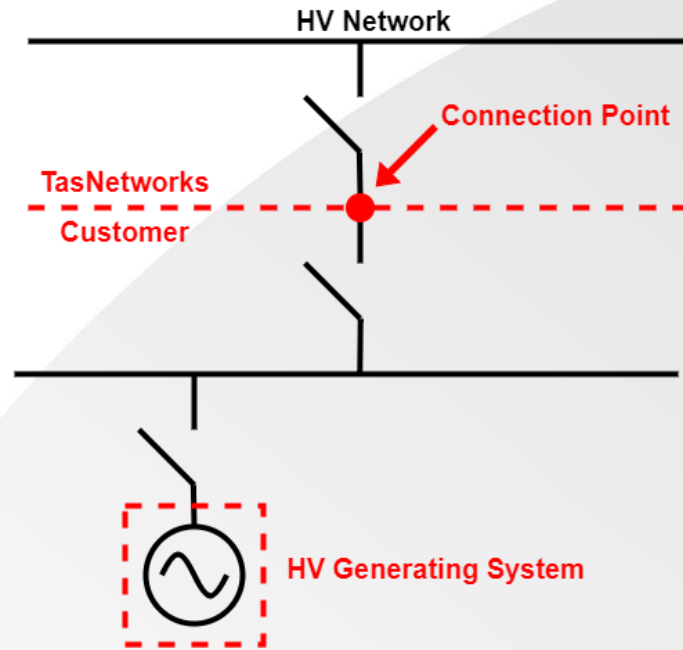 HV Network
Connection Point
TasNetworks
Customer
HV Generating System